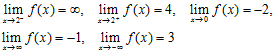 lim_{x→2⁻} f(x) = ∞, lim_{x→2⁺} f(x) = 4, lim_{x→0} f(x) = −2,
lim_{x→∞} f(x) = −1, lim_{x→−∞} f(x) = 3